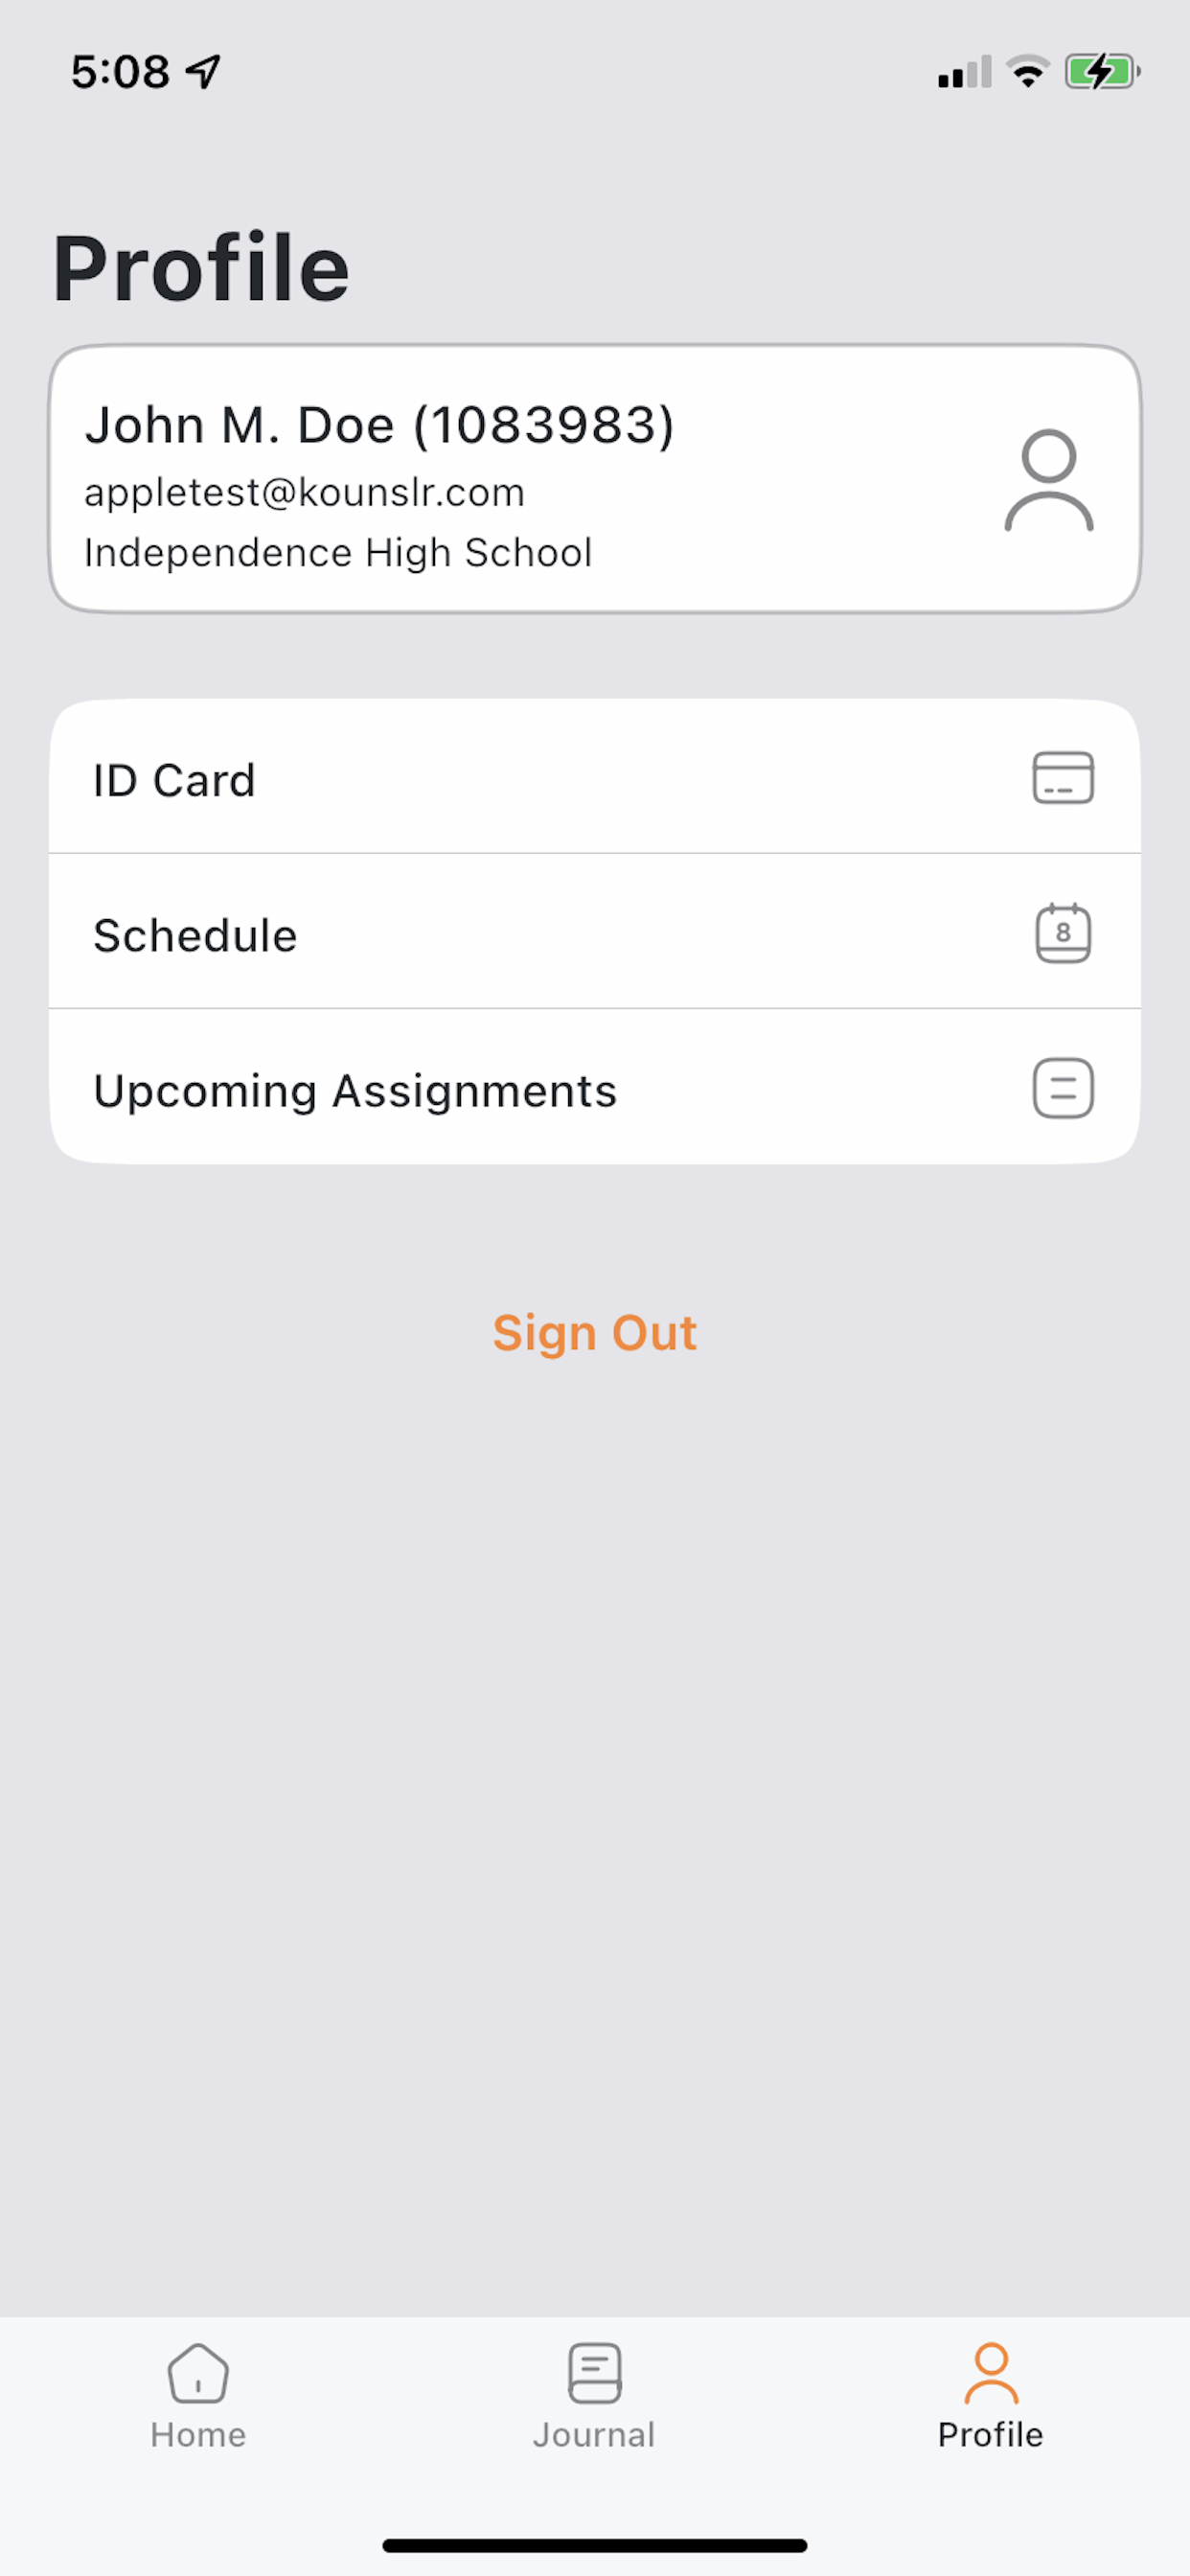 5:08
Profile
John M. Doe (1083983)
appletest@kounslr.com
Independence High School
ID Card
Schedule
8
Upcoming Assignments
Sign Out
Home
Journal
Profile